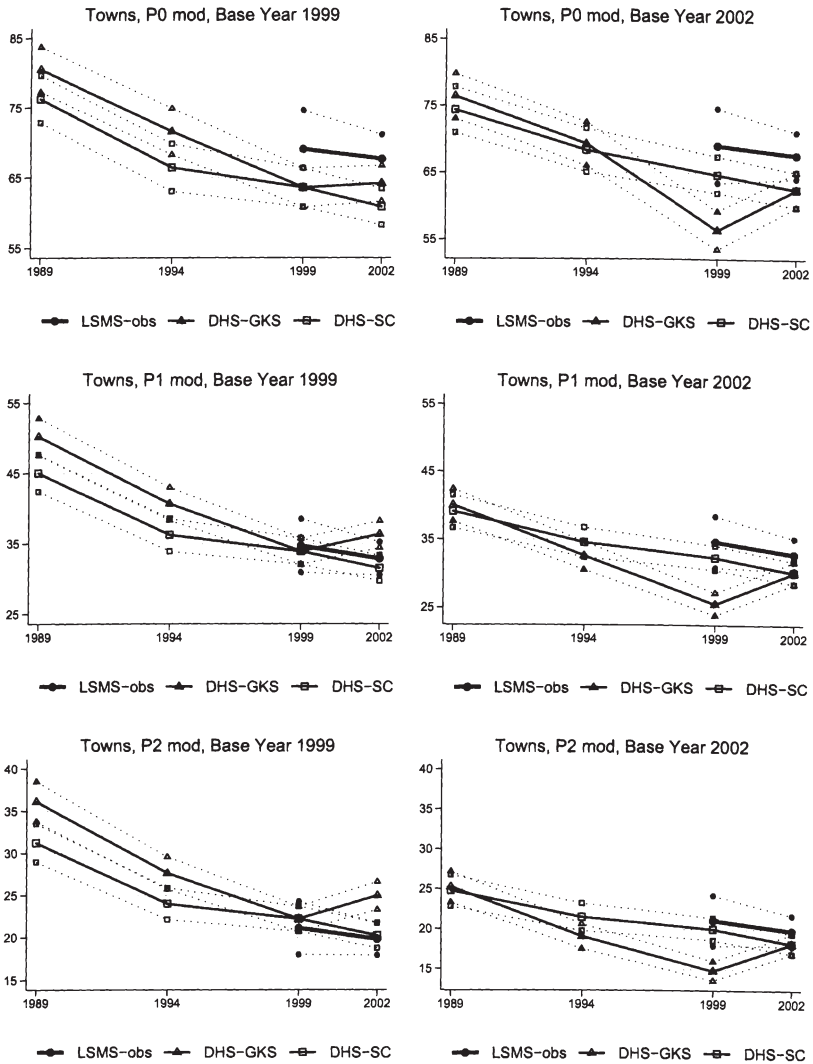 Towns, P0 mod, Base Year 1999
85
75
65
55
1989 1994 1999 2002
LSMS-obs DHS-GKS DHS-SC
Towns, P0 mod, Base Year 2002
85
75
65
55
1989 1994 1999 2002
LSMS-obs DHS-GKS DHS-SC
Towns, P1 mod, Base Year 1999
55
45
35
25
1989 1994 1999 2002
LSMS-obs DHS-GKS DHS-SC
Towns, P1 mod, Base Year 2002
55
45
35
25
1989 1994 1999 2002
LSMS-obs DHS-GKS DHS-SC
Towns, P2 mod, Base Year 1999
40
35
30
25
20
15
1989 1994 1999 2002
LSMS-obs DHS-GKS DHS-SC
Towns, P2 mod, Base Year 2002
40
35
30
25
20
15
1989 1994 1999 2002
LSMS-obs DHS-GKS DHS-SC